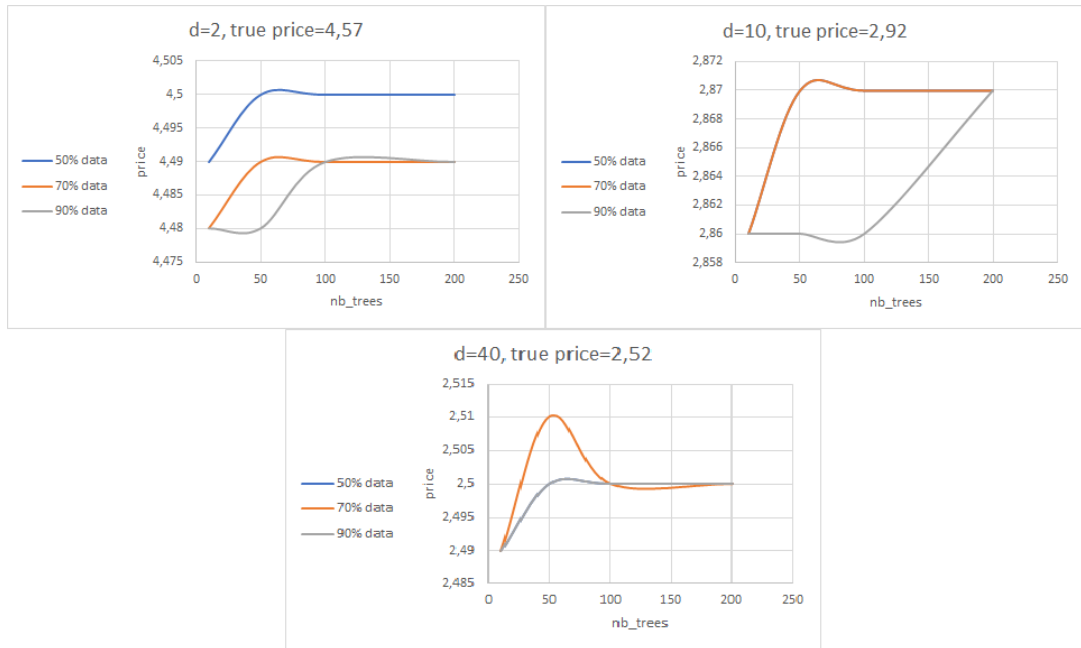 d=2, true price=4,57
4,505
4,5
4,495
4,49
4,485
4,48
4,475
price
0 50 100 150 200 250
nb_trees
50% data
70% data
90% data
d=10, true price=2,92
2,872
2,87
2,868
2,866
2,864
2,862
2,86
2,858
price
0 50 100 150 200 250
nb_trees
50% data
70% data
90% data
d=40, true price=2,52
2,515
2,51
2,505
2,5
2,495
2,49
2,485
price
0 50 100 150 200 250
nb_trees
50% data
70% data
90% data